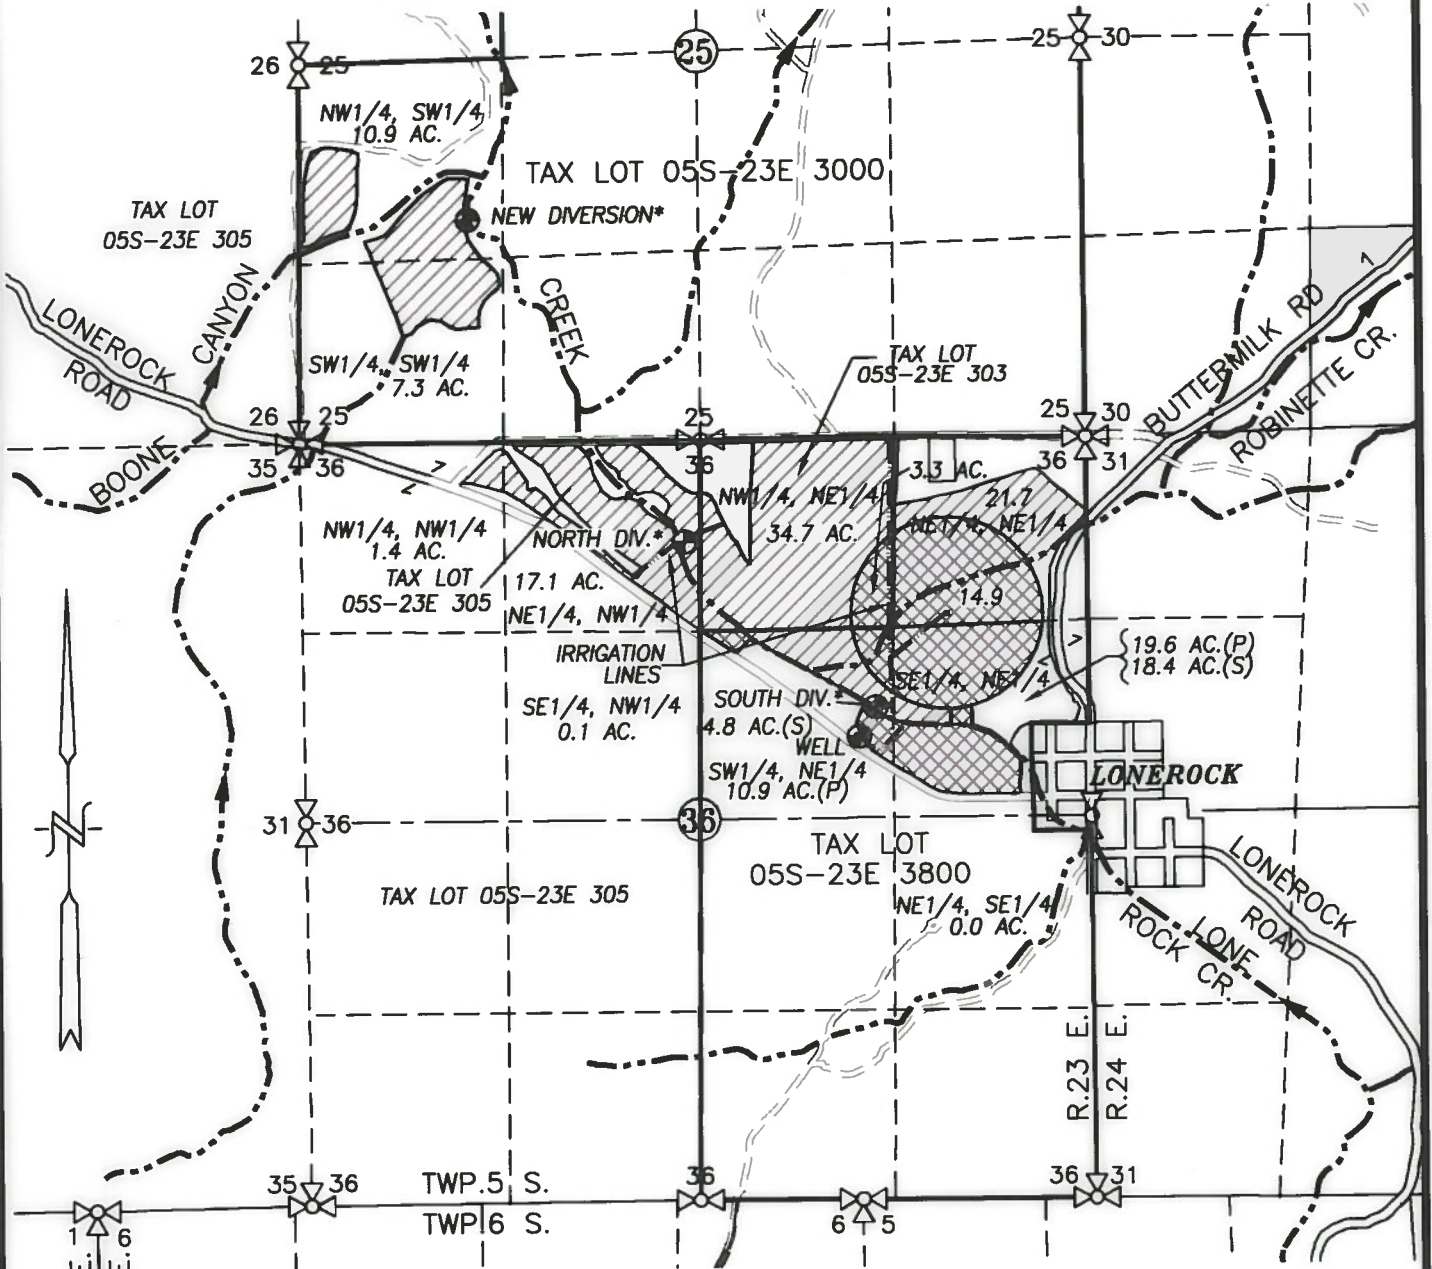 25
25 30
26 25
NW1/4, SW1/4
10.9 AC.
TAX LOT 05S-23E 3000
TAX LOT
05S-23E 305
NEW DIVERSION*
CANYON
CREEK
LONEROCK
ROAD
BUTTERMILK RD
ROBINETTE CR.
SW1/4, SW1/4
7.3 AC.
TAX LOT
05S-23E 303
26 25
35 36
25
36
25 30
36 31
BOONE
3.3 AC.
NW1/4, NE1/4
34.7 AC.
21.7
NE1/4, NE1/4
NW1/4, NW1/4
1.4 AC.
NORTH DIV.*
TAX LOT
05S-23E 305
17.1 AC.
NE1/4, NW1/4
14.9
IRRIGATION
LINES
19.6 AC.(P)
18.4 AC.(S)
SE1/4, NE1/4
SE1/4, NW1/4
0.1 AC.
SOUTH DIV.*
4.8 AC.(S)
WELL
SW1/4, NE1/4
10.9 AC.(P)
LONEROCK
N
31 36
36
TAX LOT
05S-23E 3800
TAX LOT 05S-23E 305
NE1/4, SE1/4
0.0 AC.
LONEROCK
ROAD
LONE
ROCK CR.
R.23 E.
R.24 E.
35 36
TWP.5 S.
36
36 31
TWP.6 S.
1 6
6 5